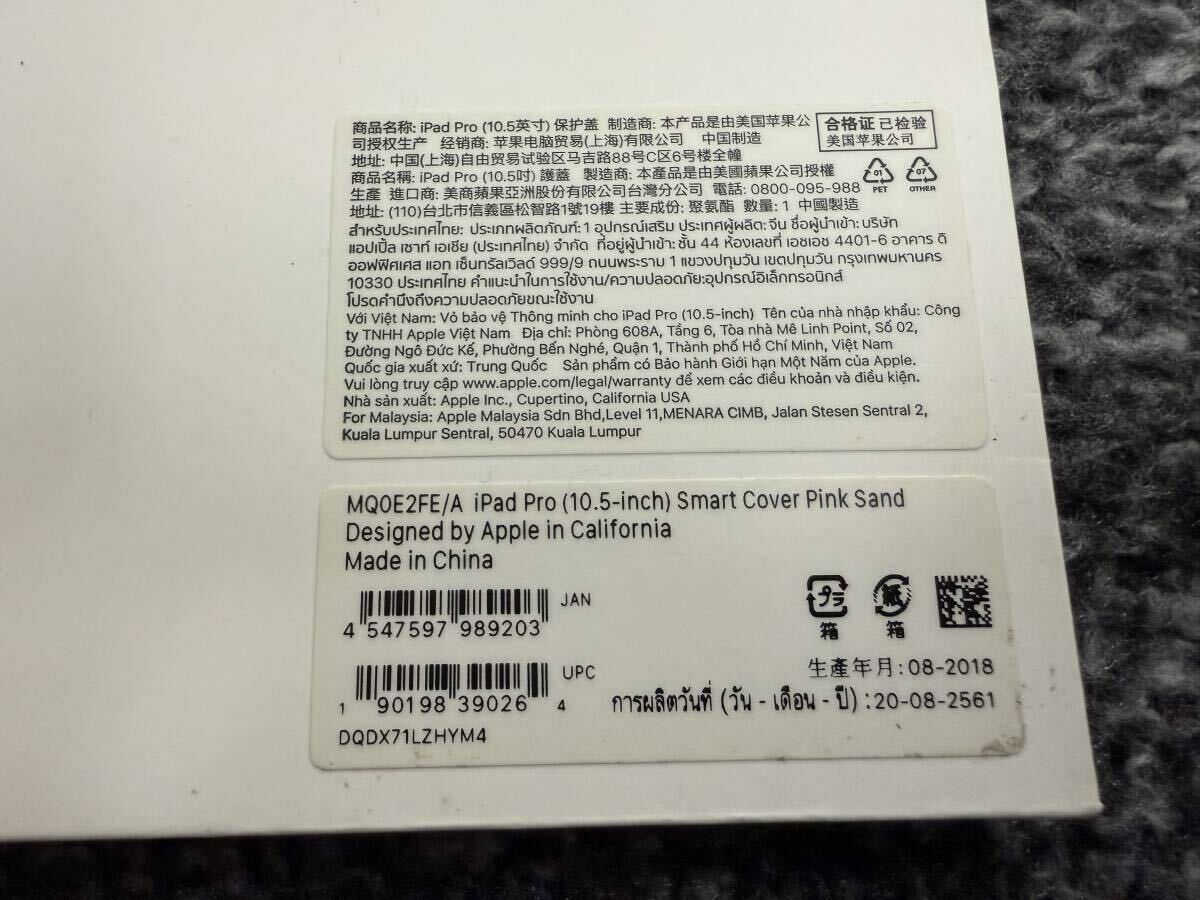 商品名称: iPad Pro (10.5英寸) 保护盖 制造商: 本产品是由美国苹果公
司授权生产 经销商: 苹果电脑贸易(上海)有限公司 中国制造
地址: 中国(上海)自由贸易试验区马吉路88号C区6号楼全幢
商品名稱: iPad Pro (10.5吋) 護蓋 製造商: 本產品是由美國蘋果公司授權
生產 進口商: 美商蘋果亞洲股份有限公司台灣分公司 電話: 0800-095-988
地址: (110)台北市信義區松智路1號19樓 主要成份: 聚氨酯 數量: 1 中國製造
สำหรับประเทศไทย: ประเภทผลิตภัณฑ์: 1 อุปกรณ์เสริม ประเทศผู้ผลิต: จีน ชื่อผู้นำเข้า: บริษัท
แอปเปิ้ล เซาท์ เอเชีย (ประเทศไทย) จำกัด ที่อยู่ผู้นำเข้า: ชั้น 44 ห้องเลขที่ เอชเอช 4401-6 อาคาร ดิ
ออฟฟิศเศส แอท เซ็นทรัลเวิลด์ 999/9 ถนนพระราม 1 แขวงปทุมวัน เขตปทุมวัน กรุงเทพมหานคร
10330 ประเทศไทย คำแนะนำในการใช้งาน/ความปลอดภัย:อุปกรณ์อิเล็กทรอนิกส์
โปรดคำนึงถึงความปลอดภัยขณะใช้งาน
Với Việt Nam: Vỏ bảo vệ Thông minh cho iPad Pro (10.5-inch) Tên của nhà nhập khẩu: Công
ty TNHH Apple Việt Nam Địa chỉ: Phòng 608A, Tầng 6, Tòa nhà Mê Linh Point, Số 02,
Đường Ngô Đức Kế, Phường Bến Nghé, Quận 1, Thành phố Hồ Chí Minh, Việt Nam
Quốc gia xuất xứ: Trung Quốc Sản phẩm có Bảo hành Giới hạn Một Năm của Apple.
Vui lòng truy cập www.apple.com/legal/warranty để xem các điều khoản và điều kiện.
Nhà sản xuất: Apple Inc., Cupertino, California USA
For Malaysia: Apple Malaysia Sdn Bhd,Level 11,MENARA CIMB, Jalan Stesen Sentral 2,
Kuala Lumpur Sentral, 50470 Kuala Lumpur
合格证 已检验
美国苹果公司
01 07
PET OTHER
MQ0E2FE/A iPad Pro (10.5-inch) Smart Cover Pink Sand
Designed by Apple in California
Made in China
JAN
4 547597 989203
プラ 紙
箱 箱
UPC
1 90198 39026 4
生產年月:08-2018
การผลิตวันที่ (วัน - เดือน - ปี) :20-08-2561
DQDX71LZHYM4